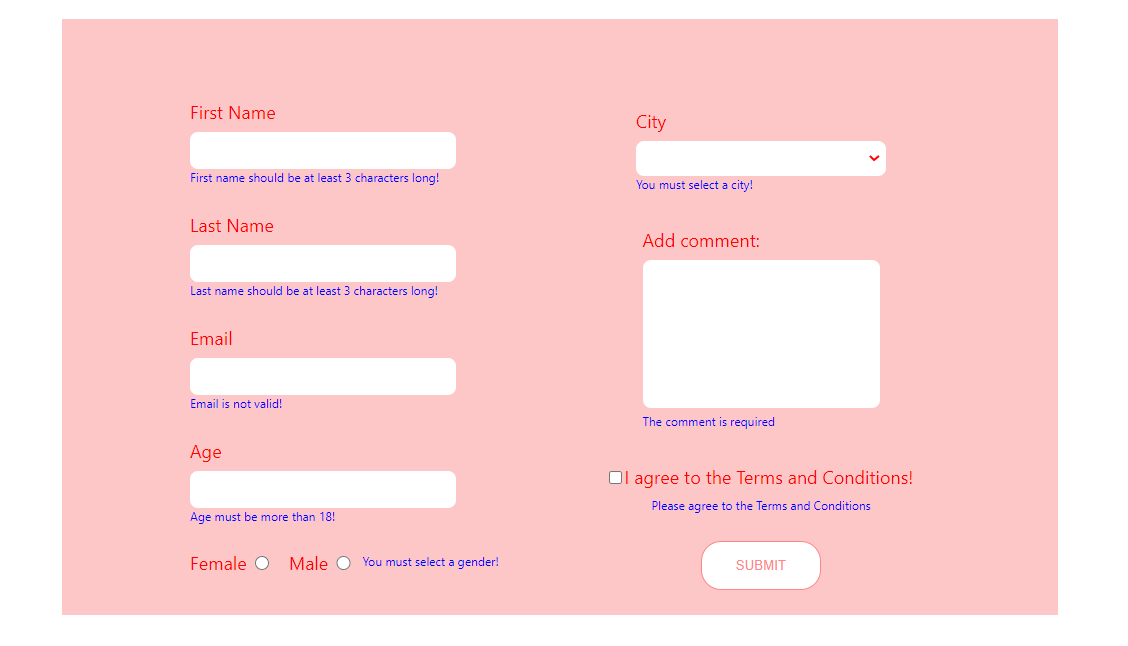 First Name
First name should be at least 3 characters long!
Last Name
Last name should be at least 3 characters long!
Email
Email is not valid!
Age
Age must be more than 18!
Female Male You must select a gender!
City
You must select a city!
Add comment:
The comment is required
I agree to the Terms and Conditions!
Please agree to the Terms and Conditions
SUBMIT